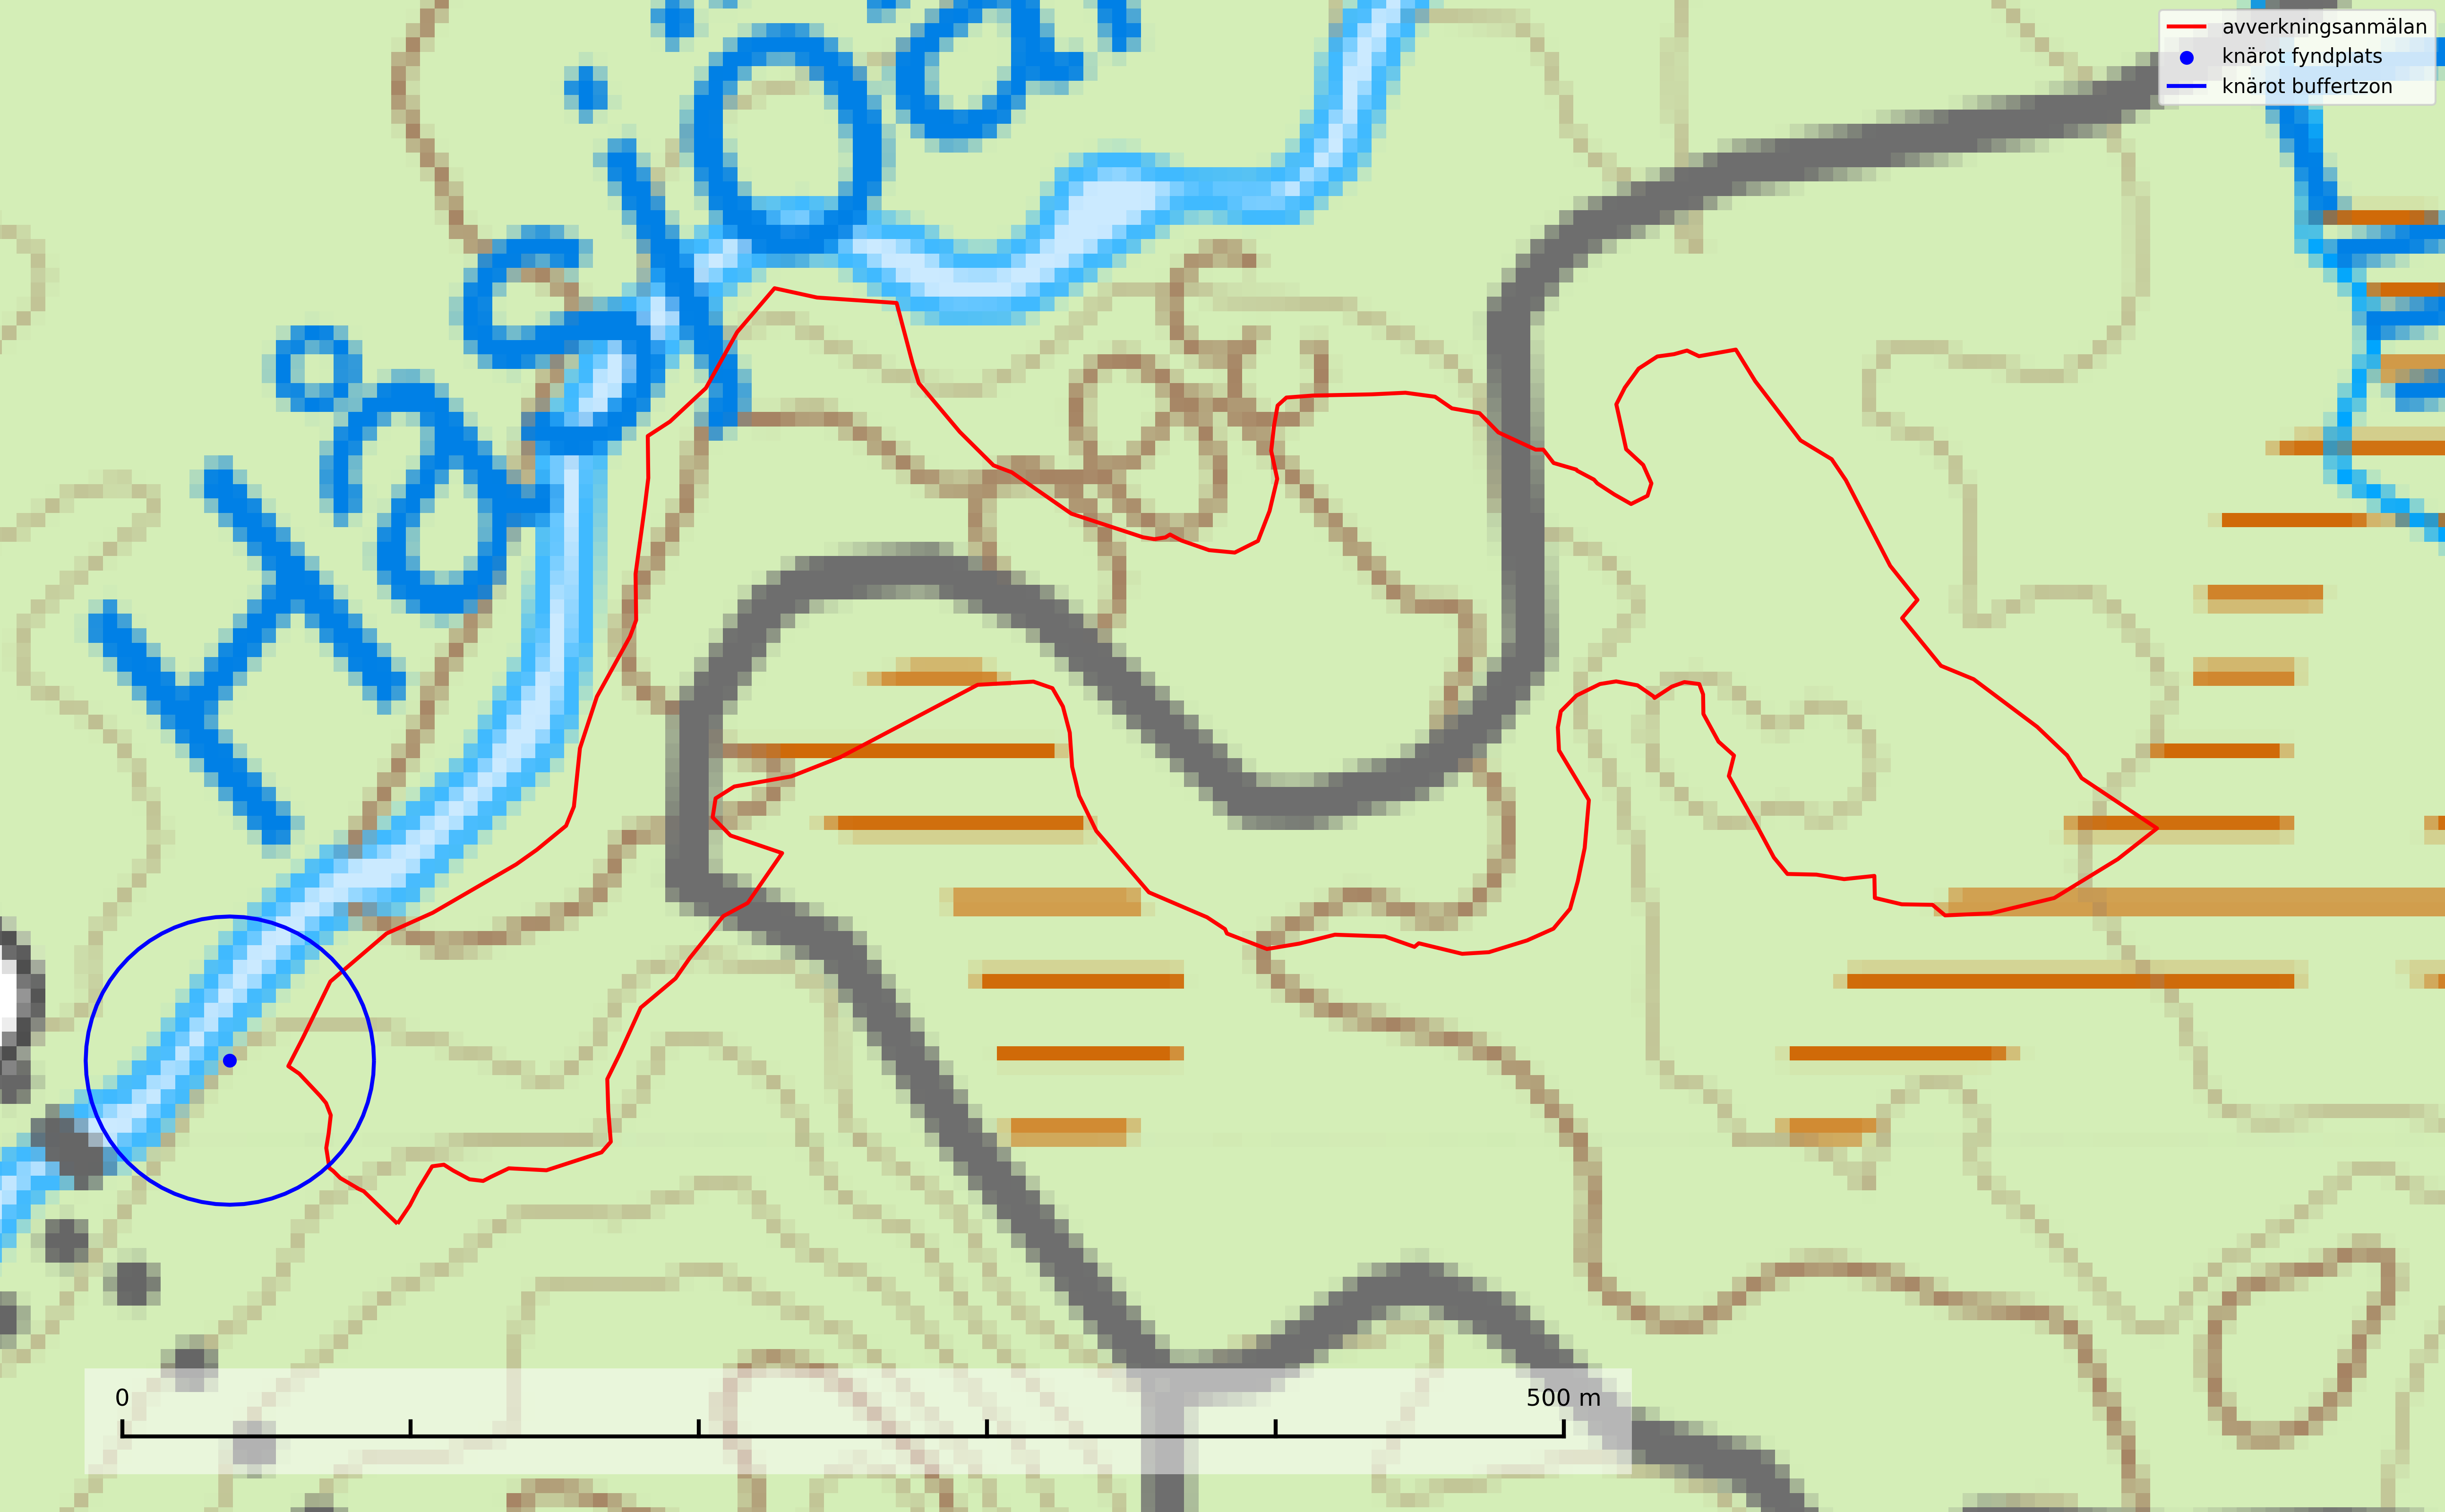 avverkningsanmälan
knärot fyndplats
knärot buffertzon
0
500 m